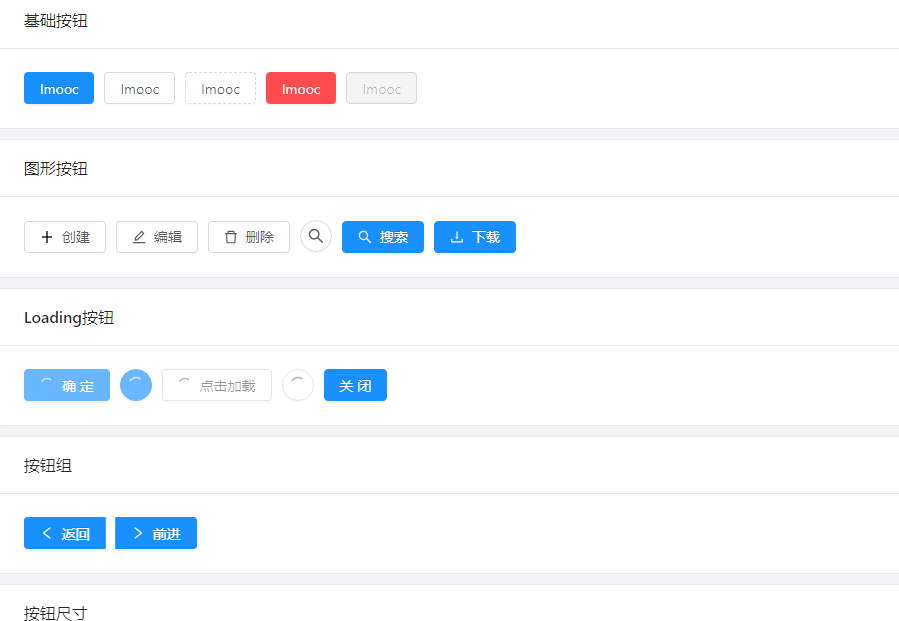 基础按钮
Imooc Imooc Imooc Imooc Imooc
图形按钮
创建 编辑 删除 搜索 下载
Loading按钮
确 定 点击加载 关 闭
按钮组
返回 前进
按钮尺寸